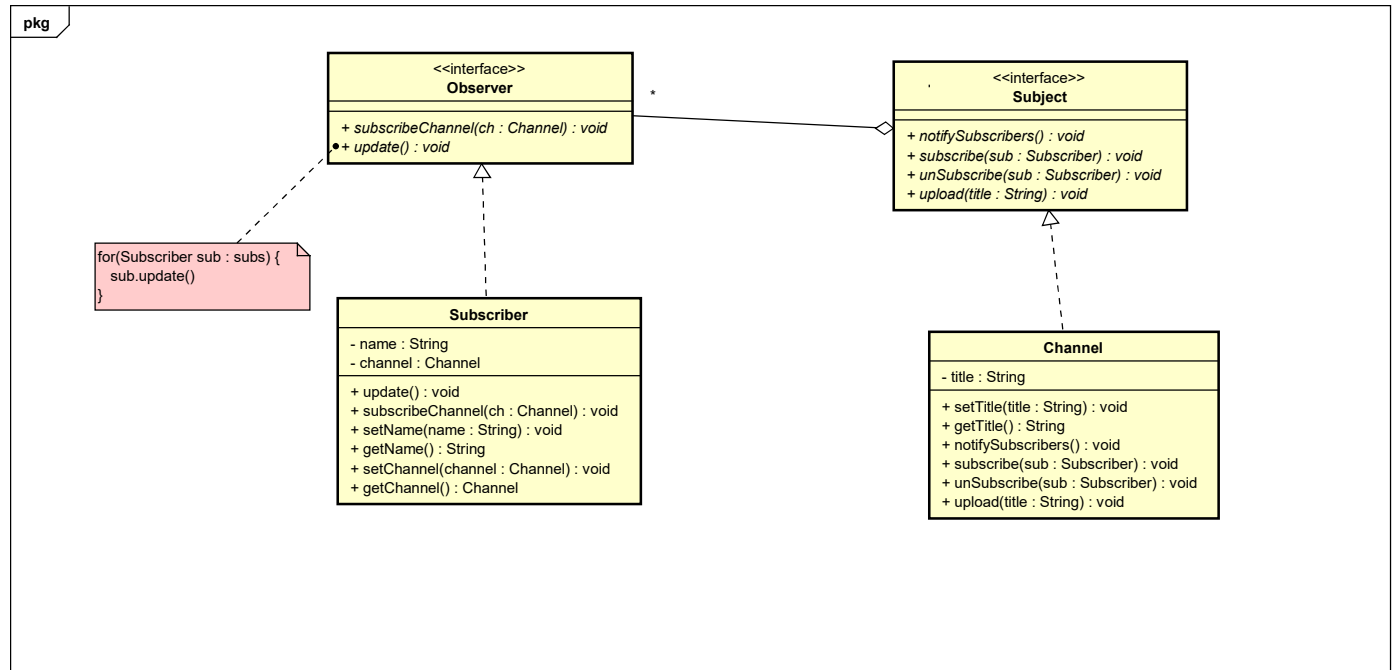 pkg
<<interface>>
Observer
+ subscribeChannel(ch : Channel) : void
+ update() : void
*
<<interface>>
Subject
+ notifySubscribers() : void
+ subscribe(sub : Subscriber) : void
+ unSubscribe(sub : Subscriber) : void
+ upload(title : String) : void
for(Subscriber sub : subs) {
sub.update()
}
Subscriber
- name : String
- channel : Channel
+ update() : void
+ subscribeChannel(ch : Channel) : void
+ setName(name : String) : void
+ getName() : String
+ setChannel(channel : Channel) : void
+ getChannel() : Channel
Channel
- title : String
+ setTitle(title : String) : void
+ getTitle() : String
+ notifySubscribers() : void
+ subscribe(sub : Subscriber) : void
+ unSubscribe(sub : Subscriber) : void
+ upload(title : String) : void